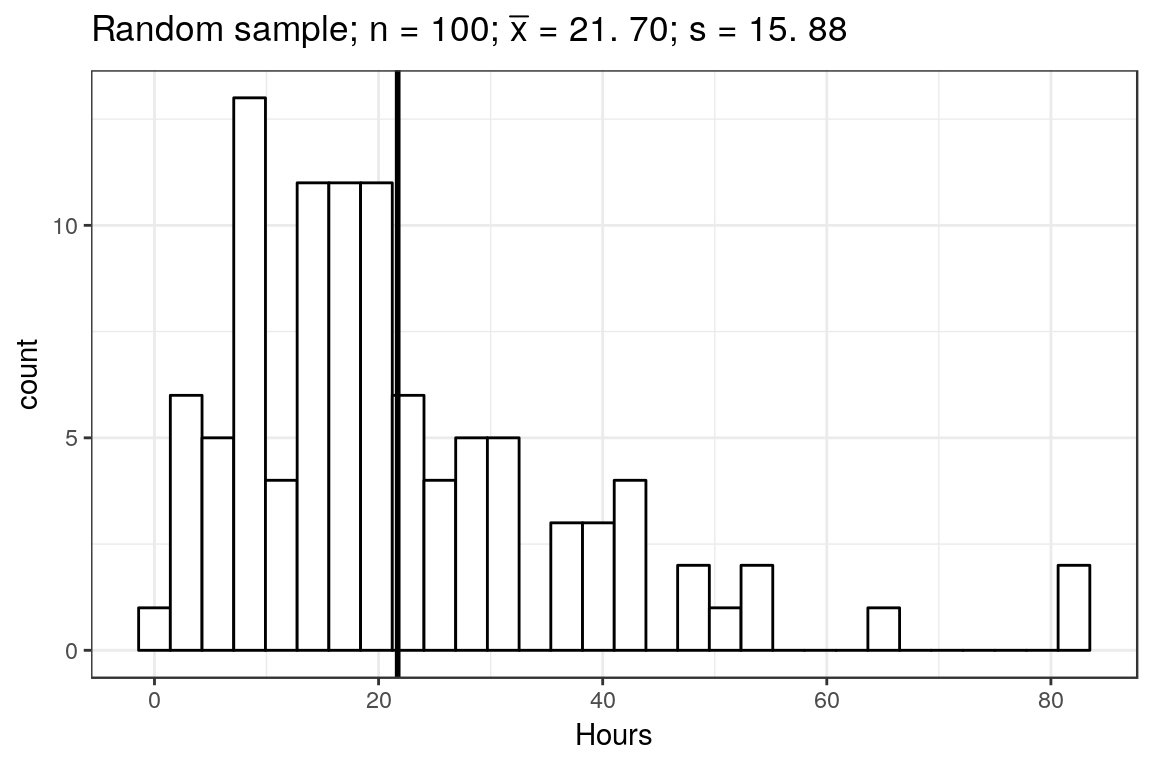 Random sample; n = 100; x̅ = 21. 70; s = 15. 88
count
10
5
0
0 20 40 60 80
Hours